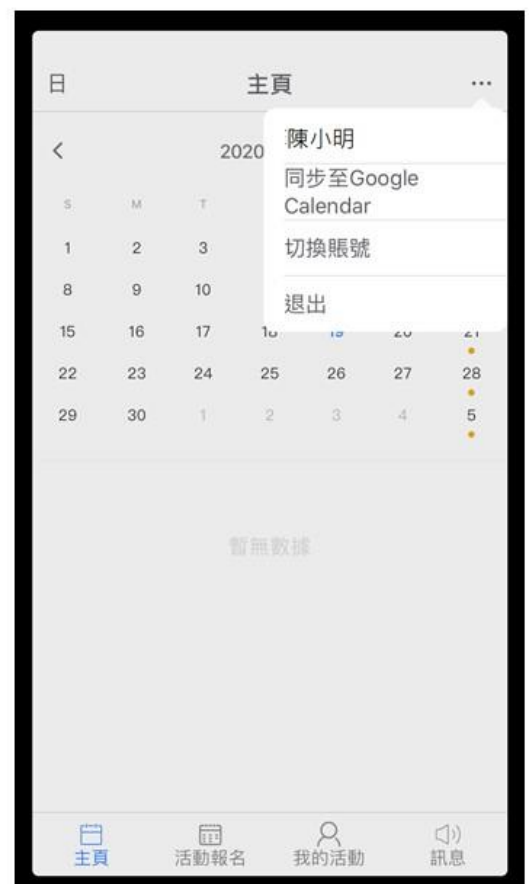 日 主頁 ...
陳小明
< 2020
同步至Google
Calendar
S M T
切換賬號
1 2 3
8 9 10
退出
15 16 17 18 19 20 21
22 23 24 25 26 27 28
29 30 1 2 3 4 5
暫無數據
主頁 活動報名 我的活動 訊息